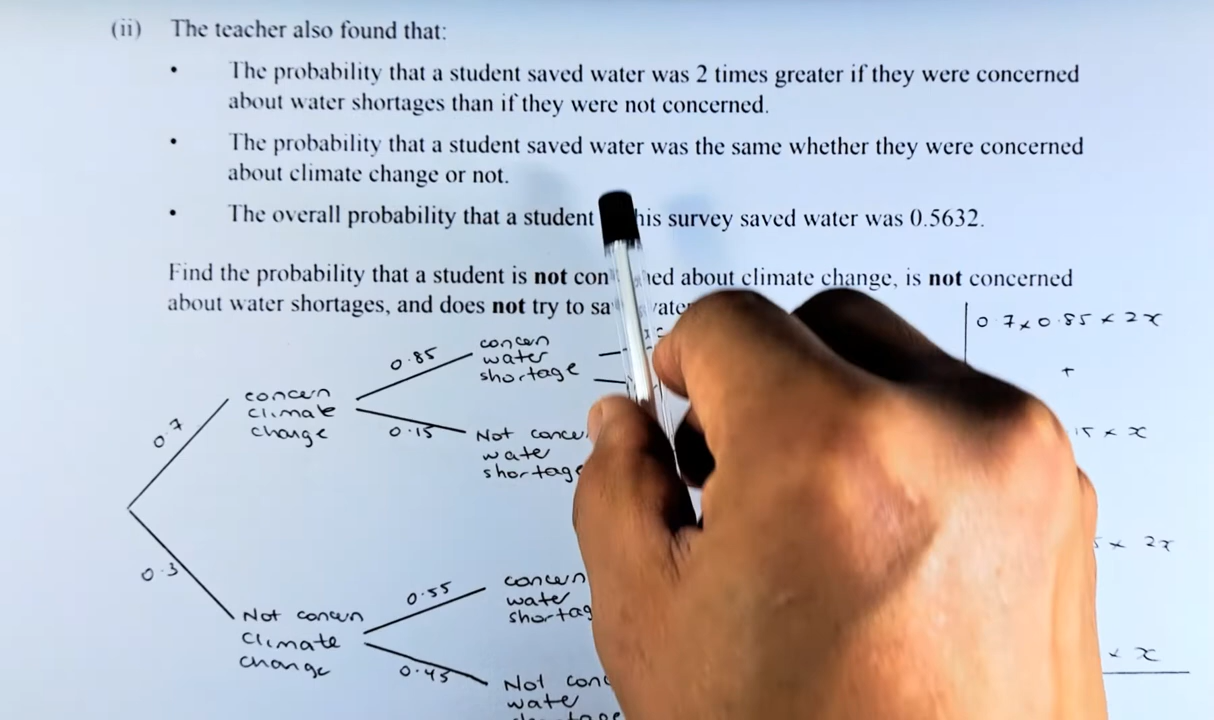 (ii) The teacher also found that:
• The probability that a student saved water was 2 times greater if they were concerned
about water shortages than if they were not concerned.
• The probability that a student saved water was the same whether they were concerned
about climate change or not.
• The overall probability that a student his survey saved water was 0.5632.
Find the probability that a student is not con ned about climate change, is not concerned
about water shortages, and does not try to sa
0.7 × 0.85 × 2x
+
15 × x
× 2x
× x
0.7
concern
climate
change
0.85
concern
water
shortage
0.15
Not conce
water
shortage
0.3
Not concern
climate
change
0.55
concern
water
shortag
0.45
Not conc
water